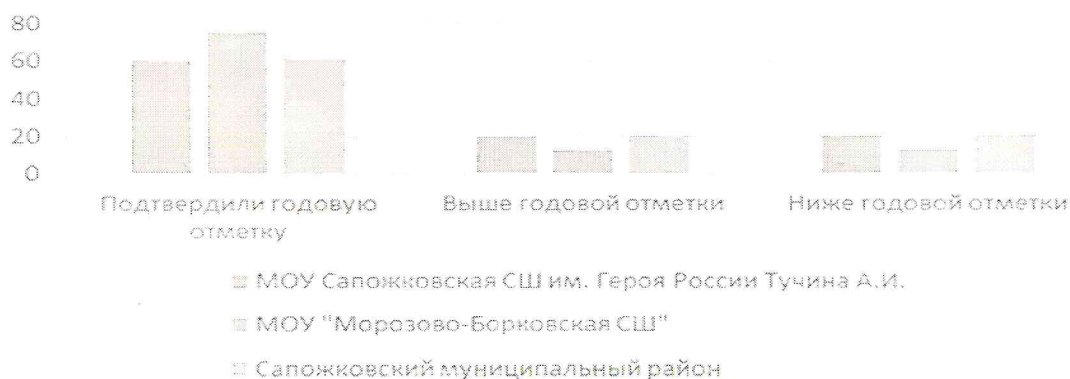 80
60
40
20
0
Подтвердили годовую отметку
Выше годовой отметки
Ниже годовой отметки
МОУ Сапожковская СШ им. Героя России Тучина А.И.
МОУ "Морозово-Борковская СШ"
Сапожковский муниципальный район